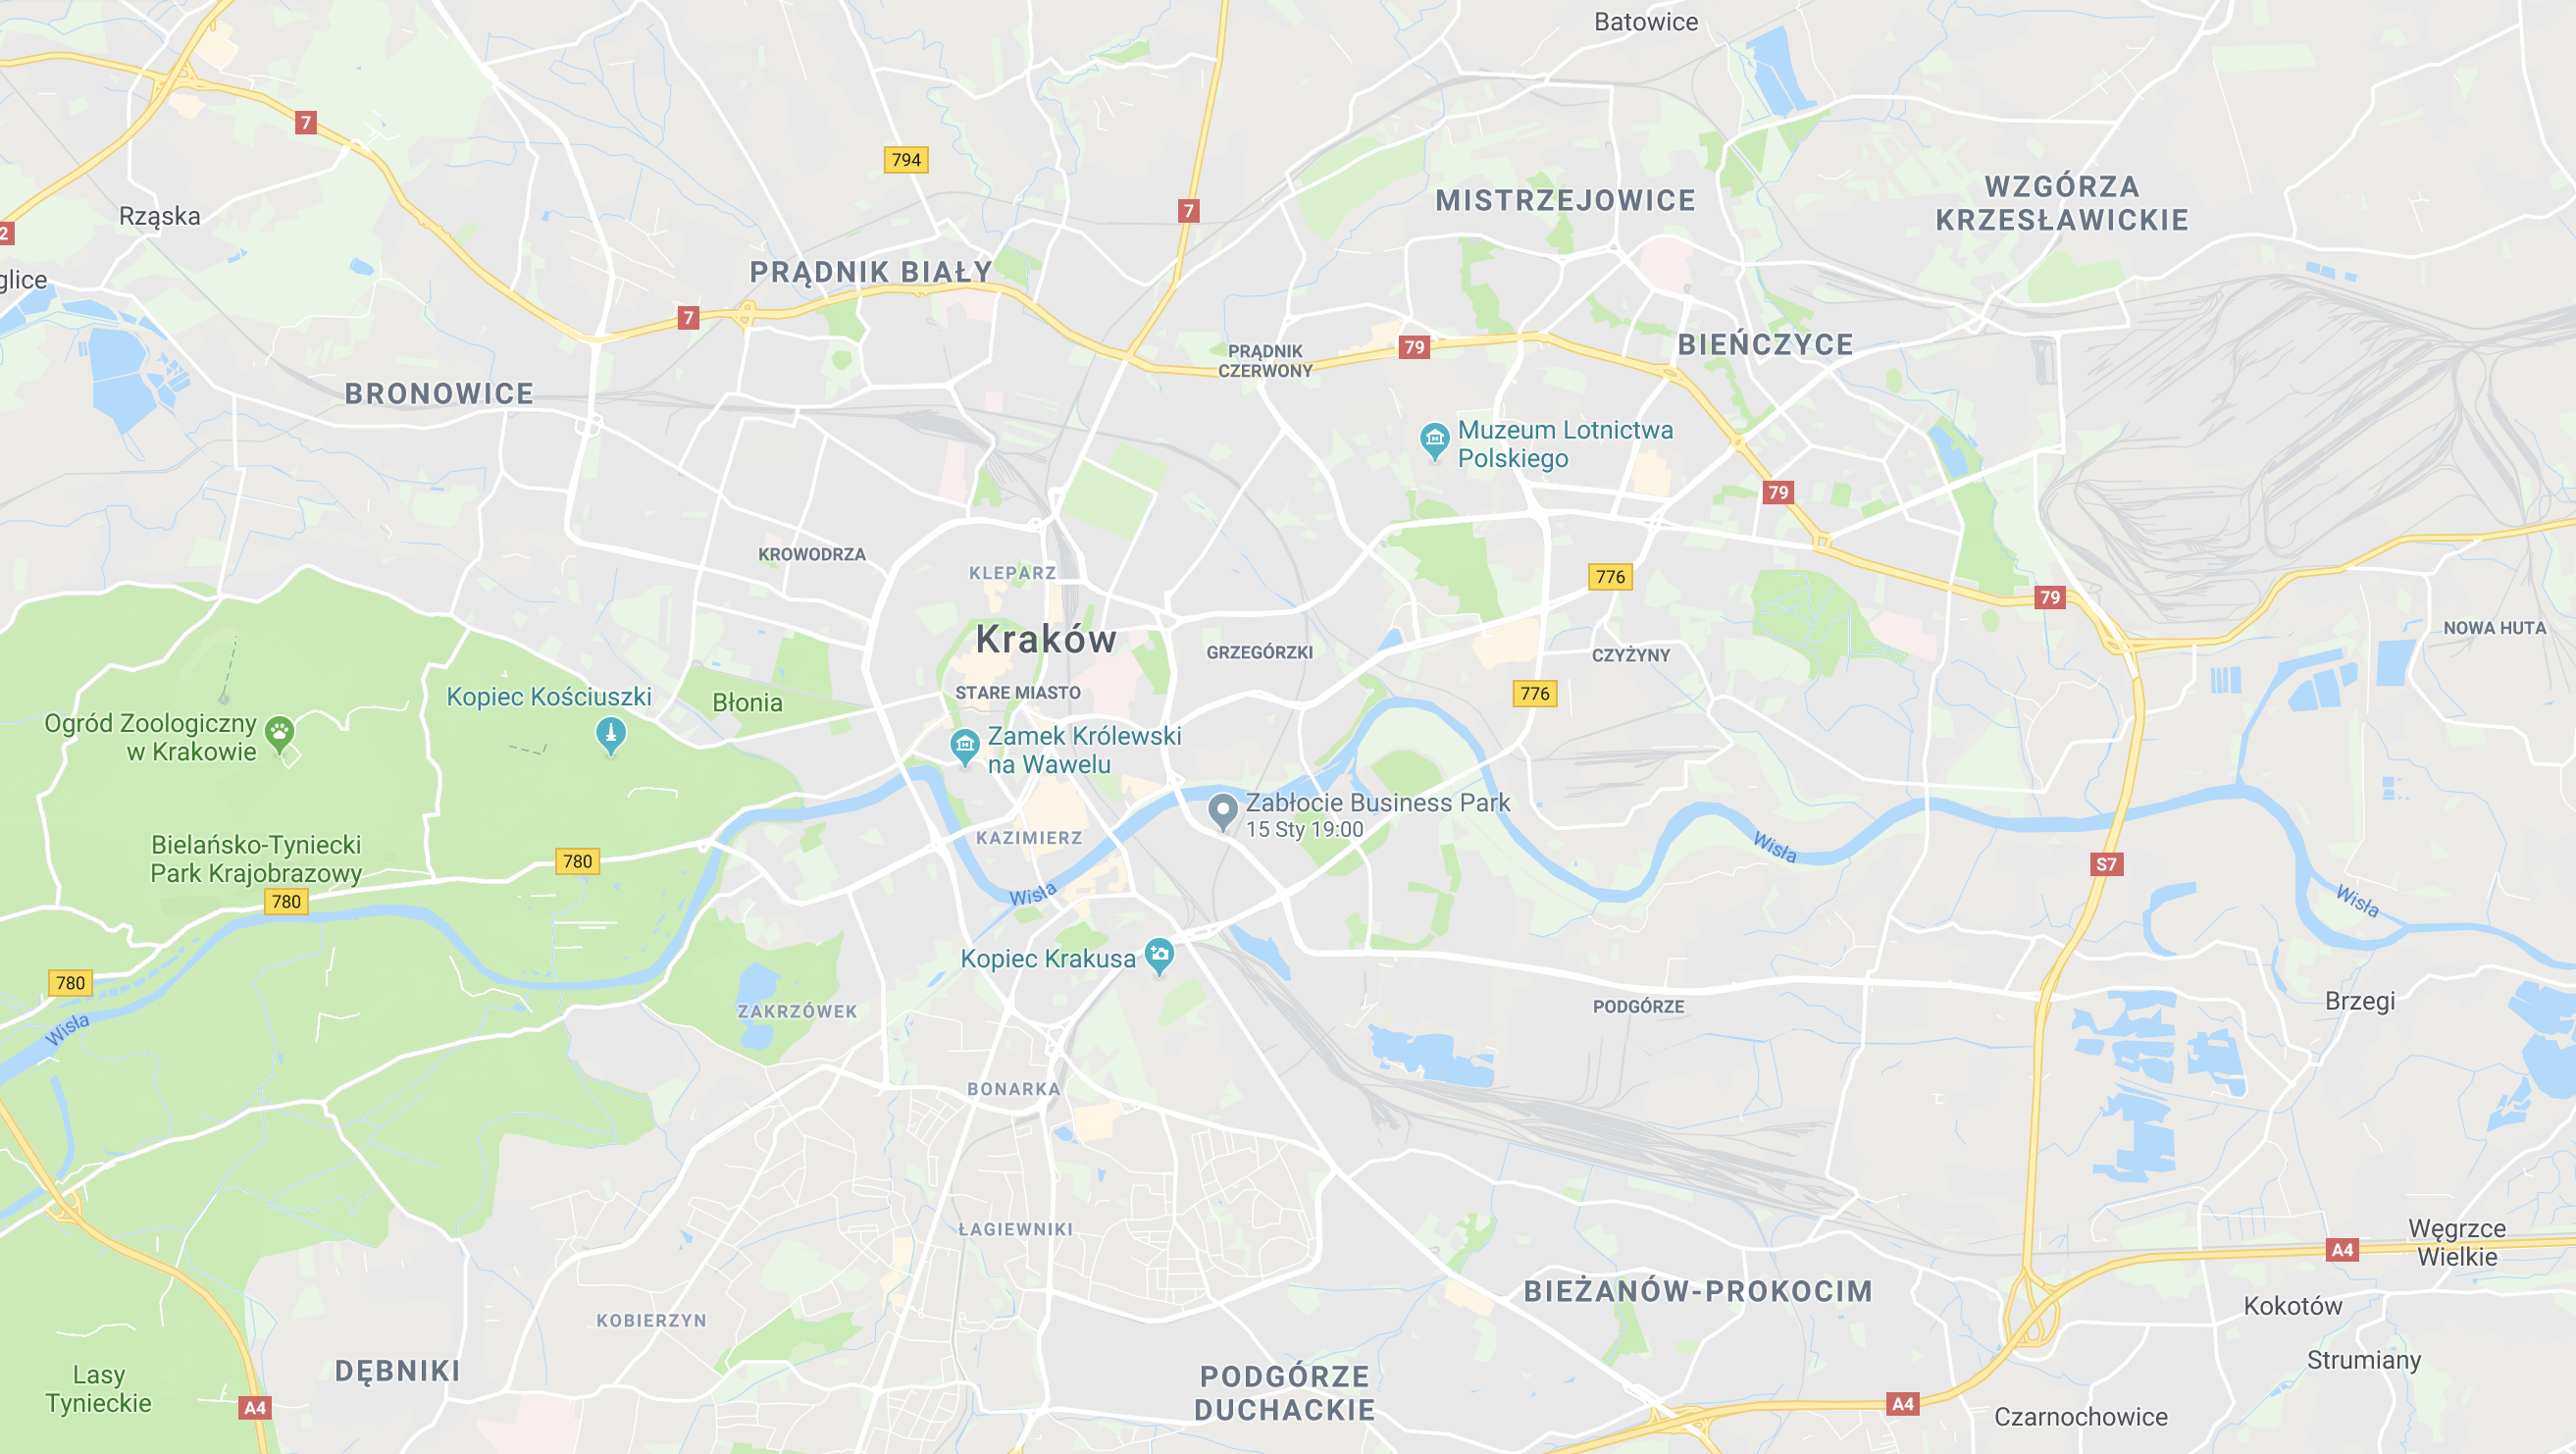 Batowice
7
794
WZGÓRZA
KRZESŁAWICKIE
MISTRZEJOWICE
Rząska
7
2
PRĄDNIK BIAŁY
glice
7
79
BIEŃCZYCE
PRĄDNIK
CZERWONY
BRONOWICE
Muzeum Lotnictwa
Polskiego
79
KROWODRZA
KLEPARZ
776
79
Kraków
NOWA HUTA
GRZEGÓRZKI
CZYŻYNY
STARE MIASTO
776
Kopiec Kościuszki
Błonia
Ogród Zoologiczny
w Krakowie
Zamek Królewski
na Wawelu
Zabłocie Business Park
15 Sty 19:00
KAZIMIERZ
Bielańsko-Tyniecki
Park Krajobrazowy
780
Wisła
S7
Wisła
780
Wisła
Kopiec Krakusa
780
Wisła
ZAKRZÓWEK
PODGÓRZE
Brzegi
BONARKA
ŁAGIEWNIKI
Węgrzce
Wielkie
A4
BIEŻANÓW-PROKOCIM
Kokotów
KOBIERZYN
Strumiany
DĘBNIKI
PODGÓRZE
DUCHACKIE
Lasy
Tynieckie
A4
A4
Czarnochowice